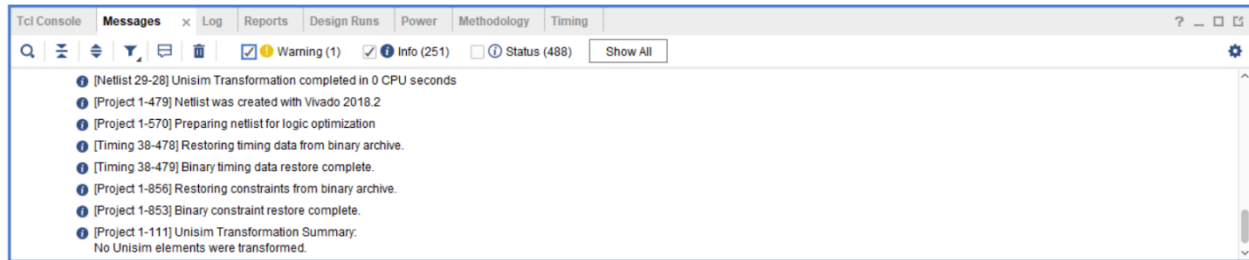 Tcl Console Messages × Log Reports Design Runs Power Methodology Timing ?
Warning (1) Info (251) Status (488) Show All
[Netlist 29-28] Unisim Transformation completed in 0 CPU seconds
[Project 1-479] Netlist was created with Vivado 2018.2
[Project 1-570] Preparing netlist for logic optimization
[Timing 38-478] Restoring timing data from binary archive.
[Timing 38-479] Binary timing data restore complete.
[Project 1-856] Restoring constraints from binary archive.
[Project 1-853] Binary constraint restore complete.
[Project 1-111] Unisim Transformation Summary:
No Unisim elements were transformed.